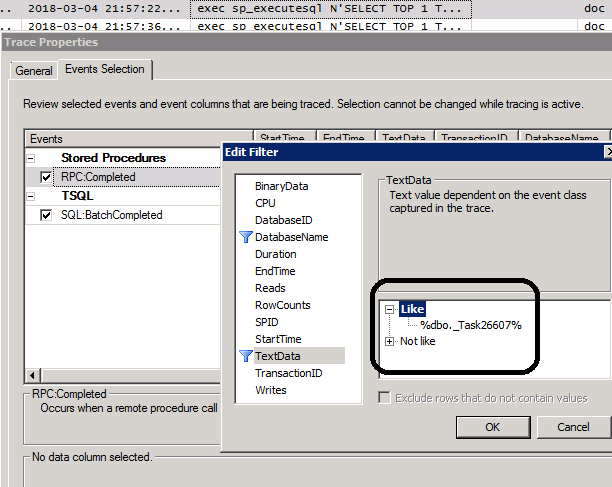 2018-03-04 21:57:22... exec sp_executesql N'SELECT TOP 1 T... doc
2018-03-04 21:57:36... exec sp_executesql N'SELECT TOP 1 T... doc
Trace Properties
General
Events Selection
Review selected events and event columns that are being traced. Selection cannot be changed while tracing is active.
Events StartTime EndTime TextData TransactionID DatabaseName
Stored Procedures
RPC:Completed
TSQL
SQL:BatchCompleted
RPC:Completed
Occurs when a remote procedure call
No data column selected.
Edit Filter
BinaryData
CPU
DatabaseID
DatabaseName
Duration
EndTime
Reads
RowCounts
SPID
StartTime
TextData
TransactionID
Writes
TextData
Text value dependent on the event class
captured in the trace.
Like
%dbo._Task26607%
Not like
Exclude rows that do not contain values
OK
Cancel